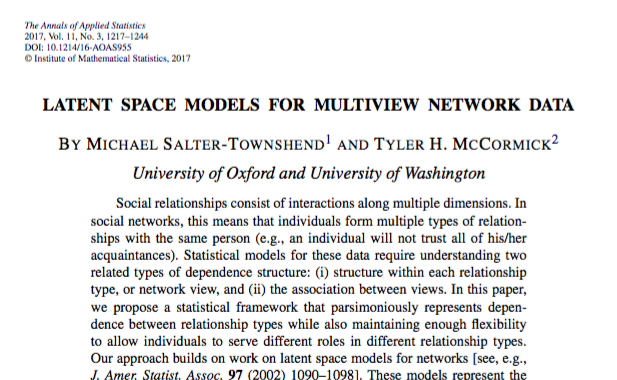 The Annals of Applied Statistics
2017, Vol. 11, No. 3, 1217–1244
DOI: 10.1214/16-AOAS955
© Institute of Mathematical Statistics, 2017
LATENT SPACE MODELS FOR MULTIVIEW NETWORK DATA
BY MICHAEL SALTER-TOWNSHEND1 AND TYLER H. MCCORMICK2
University of Oxford and University of Washington
Social relationships consist of interactions along multiple dimensions. In
social networks, this means that individuals form multiple types of relation-
ships with the same person (e.g., an individual will not trust all of his/her
acquaintances). Statistical models for these data require understanding two
related types of dependence structure: (i) structure within each relationship
type, or network view, and (ii) the association between views. In this paper,
we propose a statistical framework that parsimoniously represents depen-
dence between relationship types while also maintaining enough flexibility
to allow individuals to serve different roles in different relationship types.
Our approach builds on work on latent space models for networks [see, e.g.,
J. Amer. Statist. Assoc. 97 (2002) 1090–1098]. These models represent the